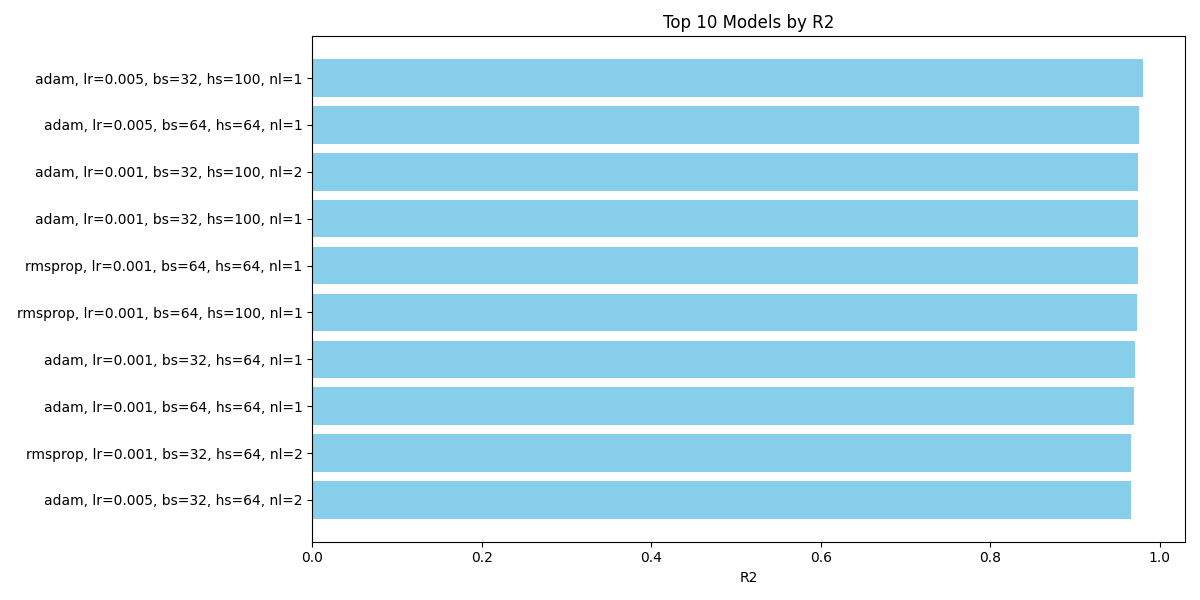 Top 10 Models by R2
adam, lr=0.005, bs=32, hs=100, nl=1
adam, lr=0.005, bs=64, hs=64, nl=1
adam, lr=0.001, bs=32, hs=100, nl=2
adam, lr=0.001, bs=32, hs=100, nl=1
rmsprop, lr=0.001, bs=64, hs=64, nl=1
rmsprop, lr=0.001, bs=64, hs=100, nl=1
adam, lr=0.001, bs=32, hs=64, nl=1
adam, lr=0.001, bs=64, hs=64, nl=1
rmsprop, lr=0.001, bs=32, hs=64, nl=2
adam, lr=0.005, bs=32, hs=64, nl=2
0.0 0.2 0.4 0.6 0.8 1.0
R2